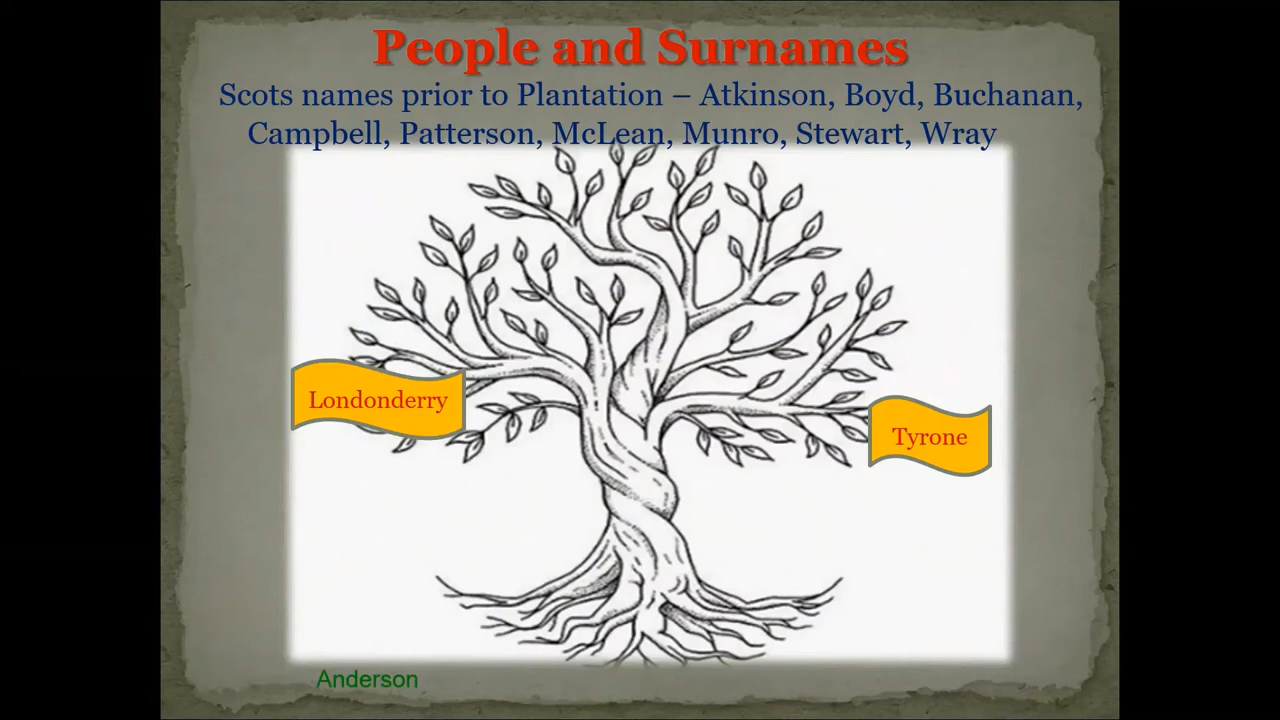 People and Surnames
Scots names prior to Plantation – Atkinson, Boyd, Buchanan,
Campbell, Patterson, McLean, Munro, Stewart, Wray
Londonderry
Tyrone
Anderson